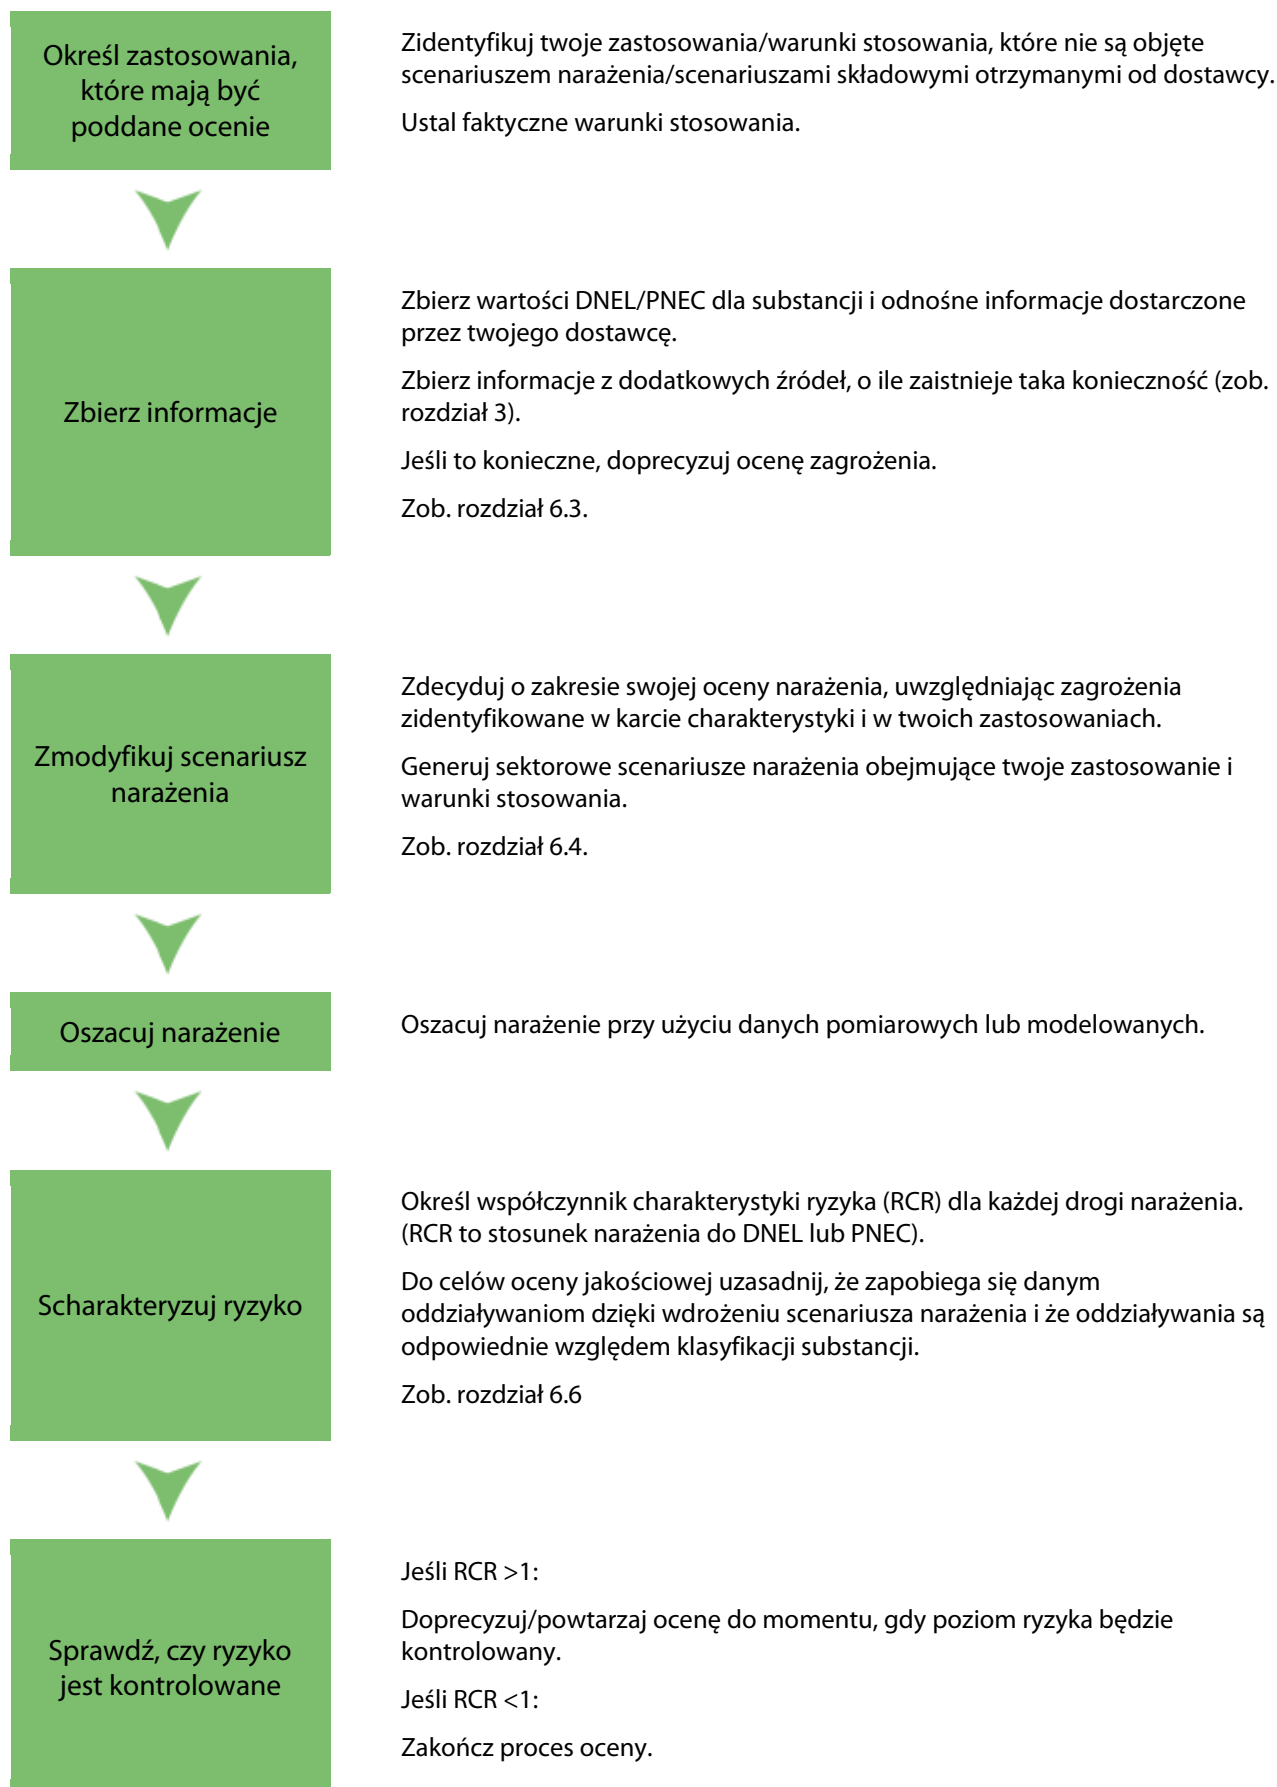 Określ zastosowania,
które mają być
poddane ocenie
Zidentyfikuj twoje zastosowania/warunki stosowania, które nie są objęte
scenariuszem narażenia/scenariuszami składowymi otrzymanymi od dostawcy.
Ustal faktyczne warunki stosowania.
Zbierz informacje
Zbierz wartości DNEL/PNEC dla substancji i odnośne informacje dostarczone
przez twojego dostawcę.
Zbierz informacje z dodatkowych źródeł, o ile zaistnieje taka konieczność (zob.
rozdział 3).
Jeśli to konieczne, doprecyzuj ocenę zagrożenia.
Zob. rozdział 6.3.
Zmodyfikuj scenariusz
narażenia
Zdecyduj o zakresie swojej oceny narażenia, uwzględniając zagrożenia
zidentyfikowane w karcie charakterystyki i w twoich zastosowaniach.
Generuj sektorowe scenariusze narażenia obejmujące twoje zastosowanie i
warunki stosowania.
Zob. rozdział 6.4.
Oszacuj narażenie
Oszacuj narażenie przy użyciu danych pomiarowych lub modelowanych.
Scharakteryzuj ryzyko
Określ współczynnik charakterystyki ryzyka (RCR) dla każdej drogi narażenia.
(RCR to stosunek narażenia do DNEL lub PNEC).
Do celów oceny jakościowej uzasadnij, że zapobiega się danym
oddziaływaniom dzięki wdrożeniu scenariusza narażenia i że oddziaływania są
odpowiednie względem klasyfikacji substancji.
Zob. rozdział 6.6
Sprawdź, czy ryzyko
jest kontrolowane
Jeśli RCR >1:
Doprecyzuj/powtarzaj ocenę do momentu, gdy poziom ryzyka będzie
kontrolowany.
Jeśli RCR <1:
Zakończ proces oceny.